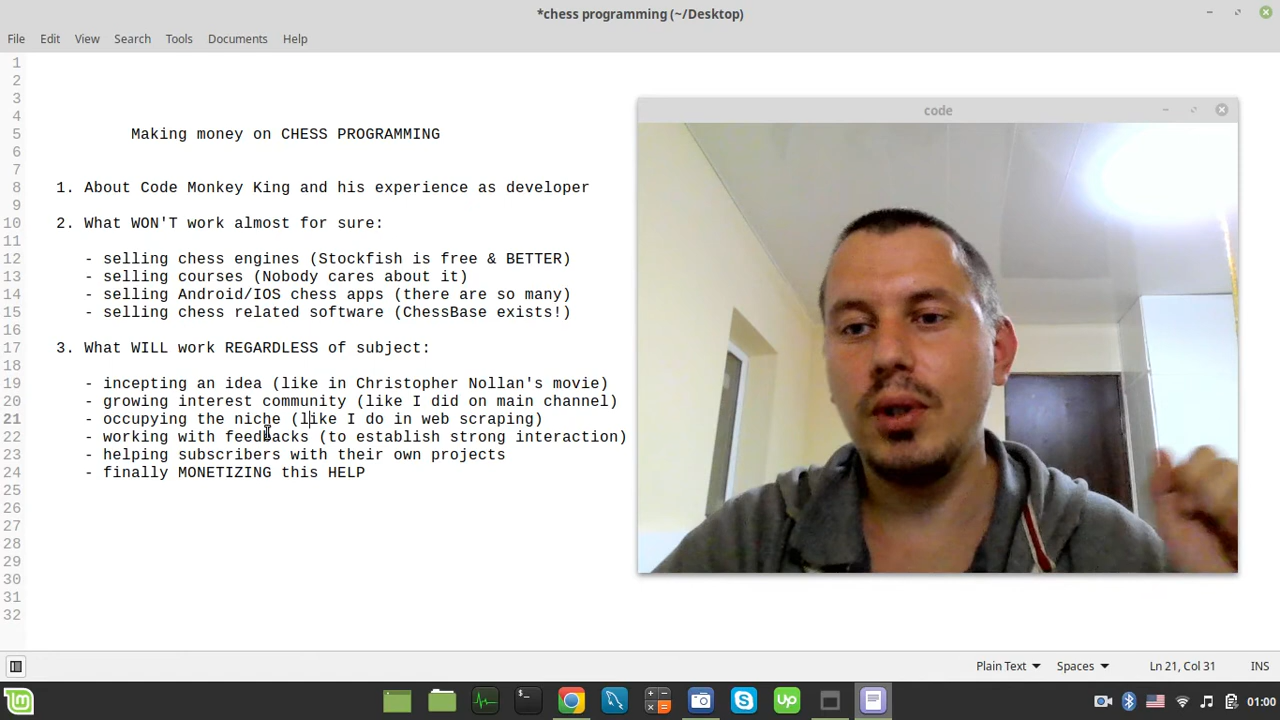 *chess programming (~/Desktop)
File Edit View Search Tools Documents Help
code
1
2
3
4
5 Making money on CHESS PROGRAMMING
6
7
8 1. About Code Monkey King and his experience as developer
9
10 2. What WON'T work almost for sure:
11
12 - selling chess engines (Stockfish is free & BETTER)
13 - selling courses (Nobody cares about it)
14 - selling Android/IOS chess apps (there are so many)
15 - selling chess related software (ChessBase exists!)
16
17 3. What WILL work REGARDLESS of subject:
18
19 - incepting an idea (like in Christopher Nollan's movie)
20 - growing interest community (like I did on main channel)
21 - occupying the niche (like I do in web scraping)
22 - working with feedbacks (to establish strong interaction)
23 - helping subscribers with their own projects
24 - finally MONETIZING this HELP
25
26
27
28
29
30
31
32
Plain Text Spaces Ln 21, Col 31 INS
up 01:00